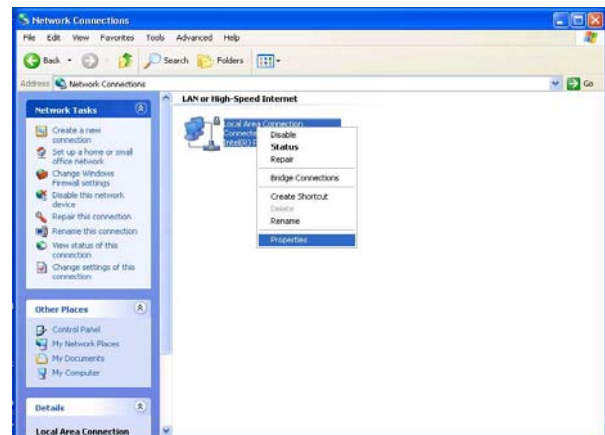 Network Connections
File Edit View Favorites Tools Advanced Help
Back Search Folders
Address Network Connections Go
Network Tasks
Create a new
connection
Set up a home or small
office network
Change Windows
Firewall settings
Disable this network
device
Repair this connection
Rename this connection
View status of this
connection
Change settings of this
connection
Other Places
Control Panel
My Network Places
My Documents
My Computer
Details
Local Area Connection
LAN or High-Speed Internet
Local Area Connection
Connecte
Intel(R) P
Disable
Status
Repair
Bridge Connections
Create Shortcut
Delete
Rename
Properties